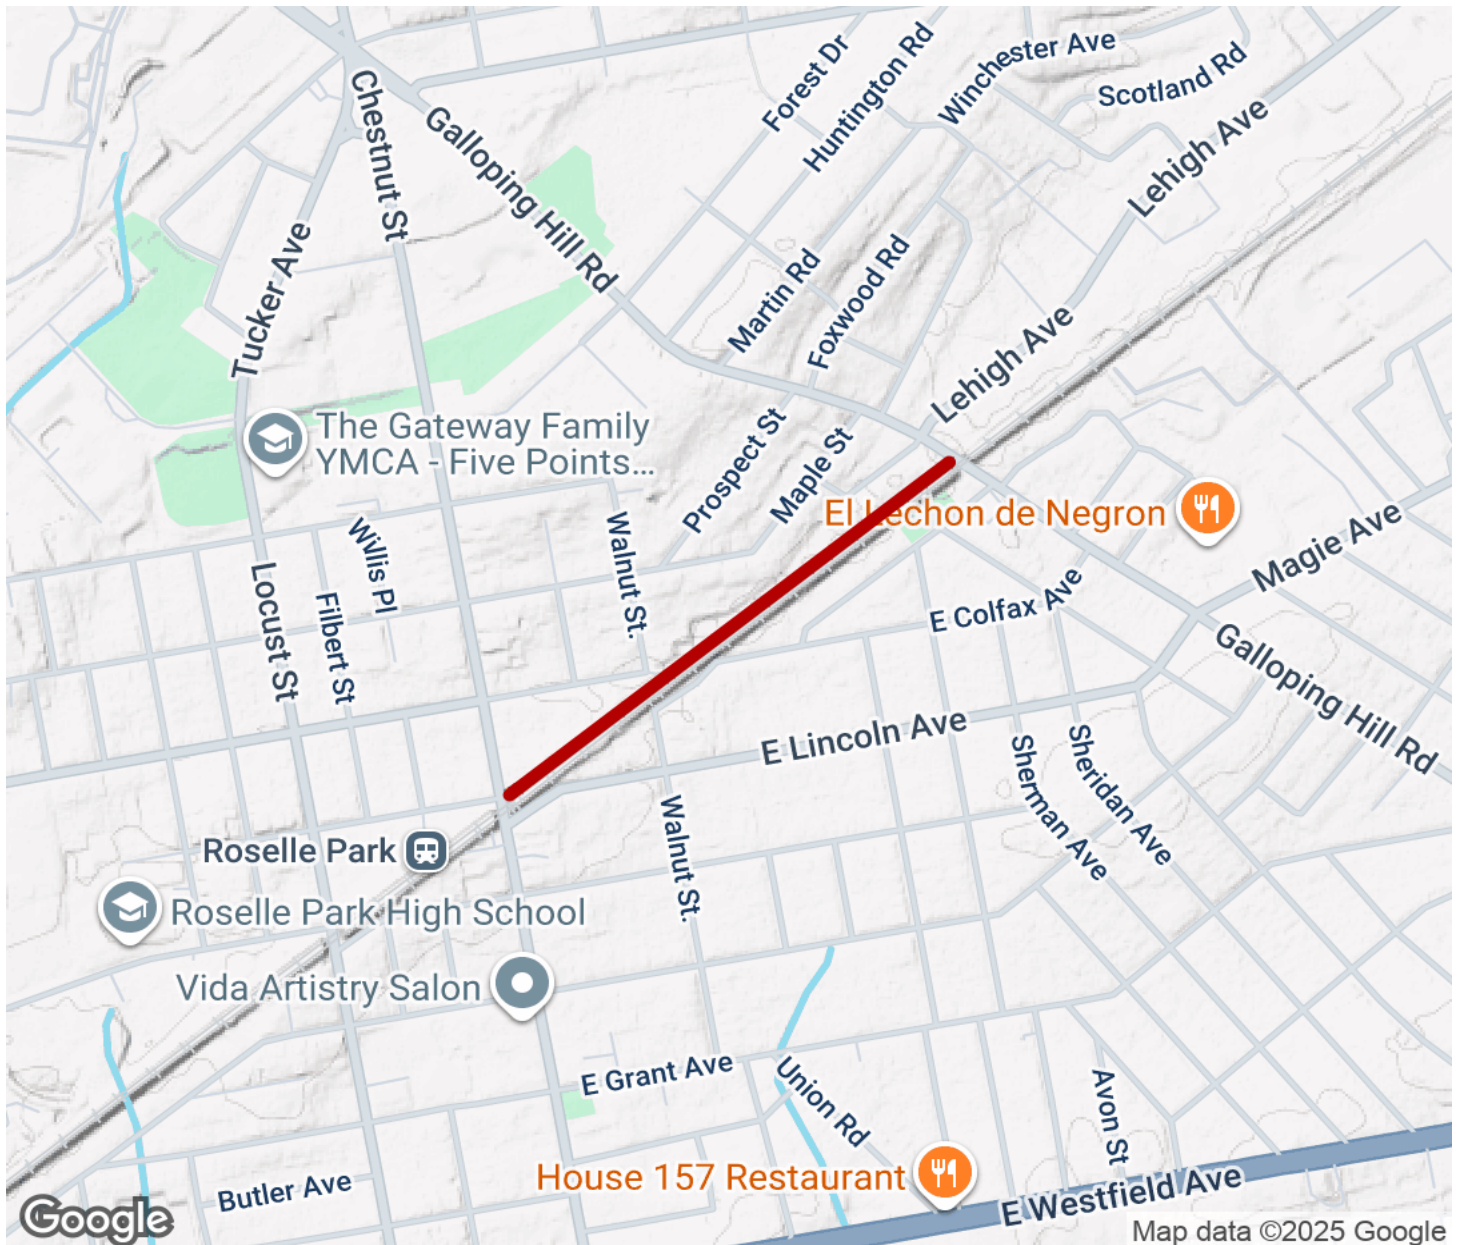 Forest Dr
Huntington Rd
Winchester Ave
Scotland Rd
Chestnut St
Galloping Hill Rd
Lehigh Ave
Tucker Ave
Martin Rd
Foxwood Rd
Lehigh Ave
The Gateway Family
YMCA - Five Points...
Prospect St
Maple St
El Lechon de Negron
Willis Pl
Walnut St.
Magie Ave
Locust St
Filbert St
E Colfax Ave
Galloping Hill Rd
E Lincoln Ave
Sherman Ave
Sheridan Ave
Roselle Park
Walnut St.
Roselle Park High School
Vida Artistry Salon
E Grant Ave
Union Rd
Avon St
House 157 Restaurant
Butler Ave
E Westfield Ave
Google
Map data ©2025 Google